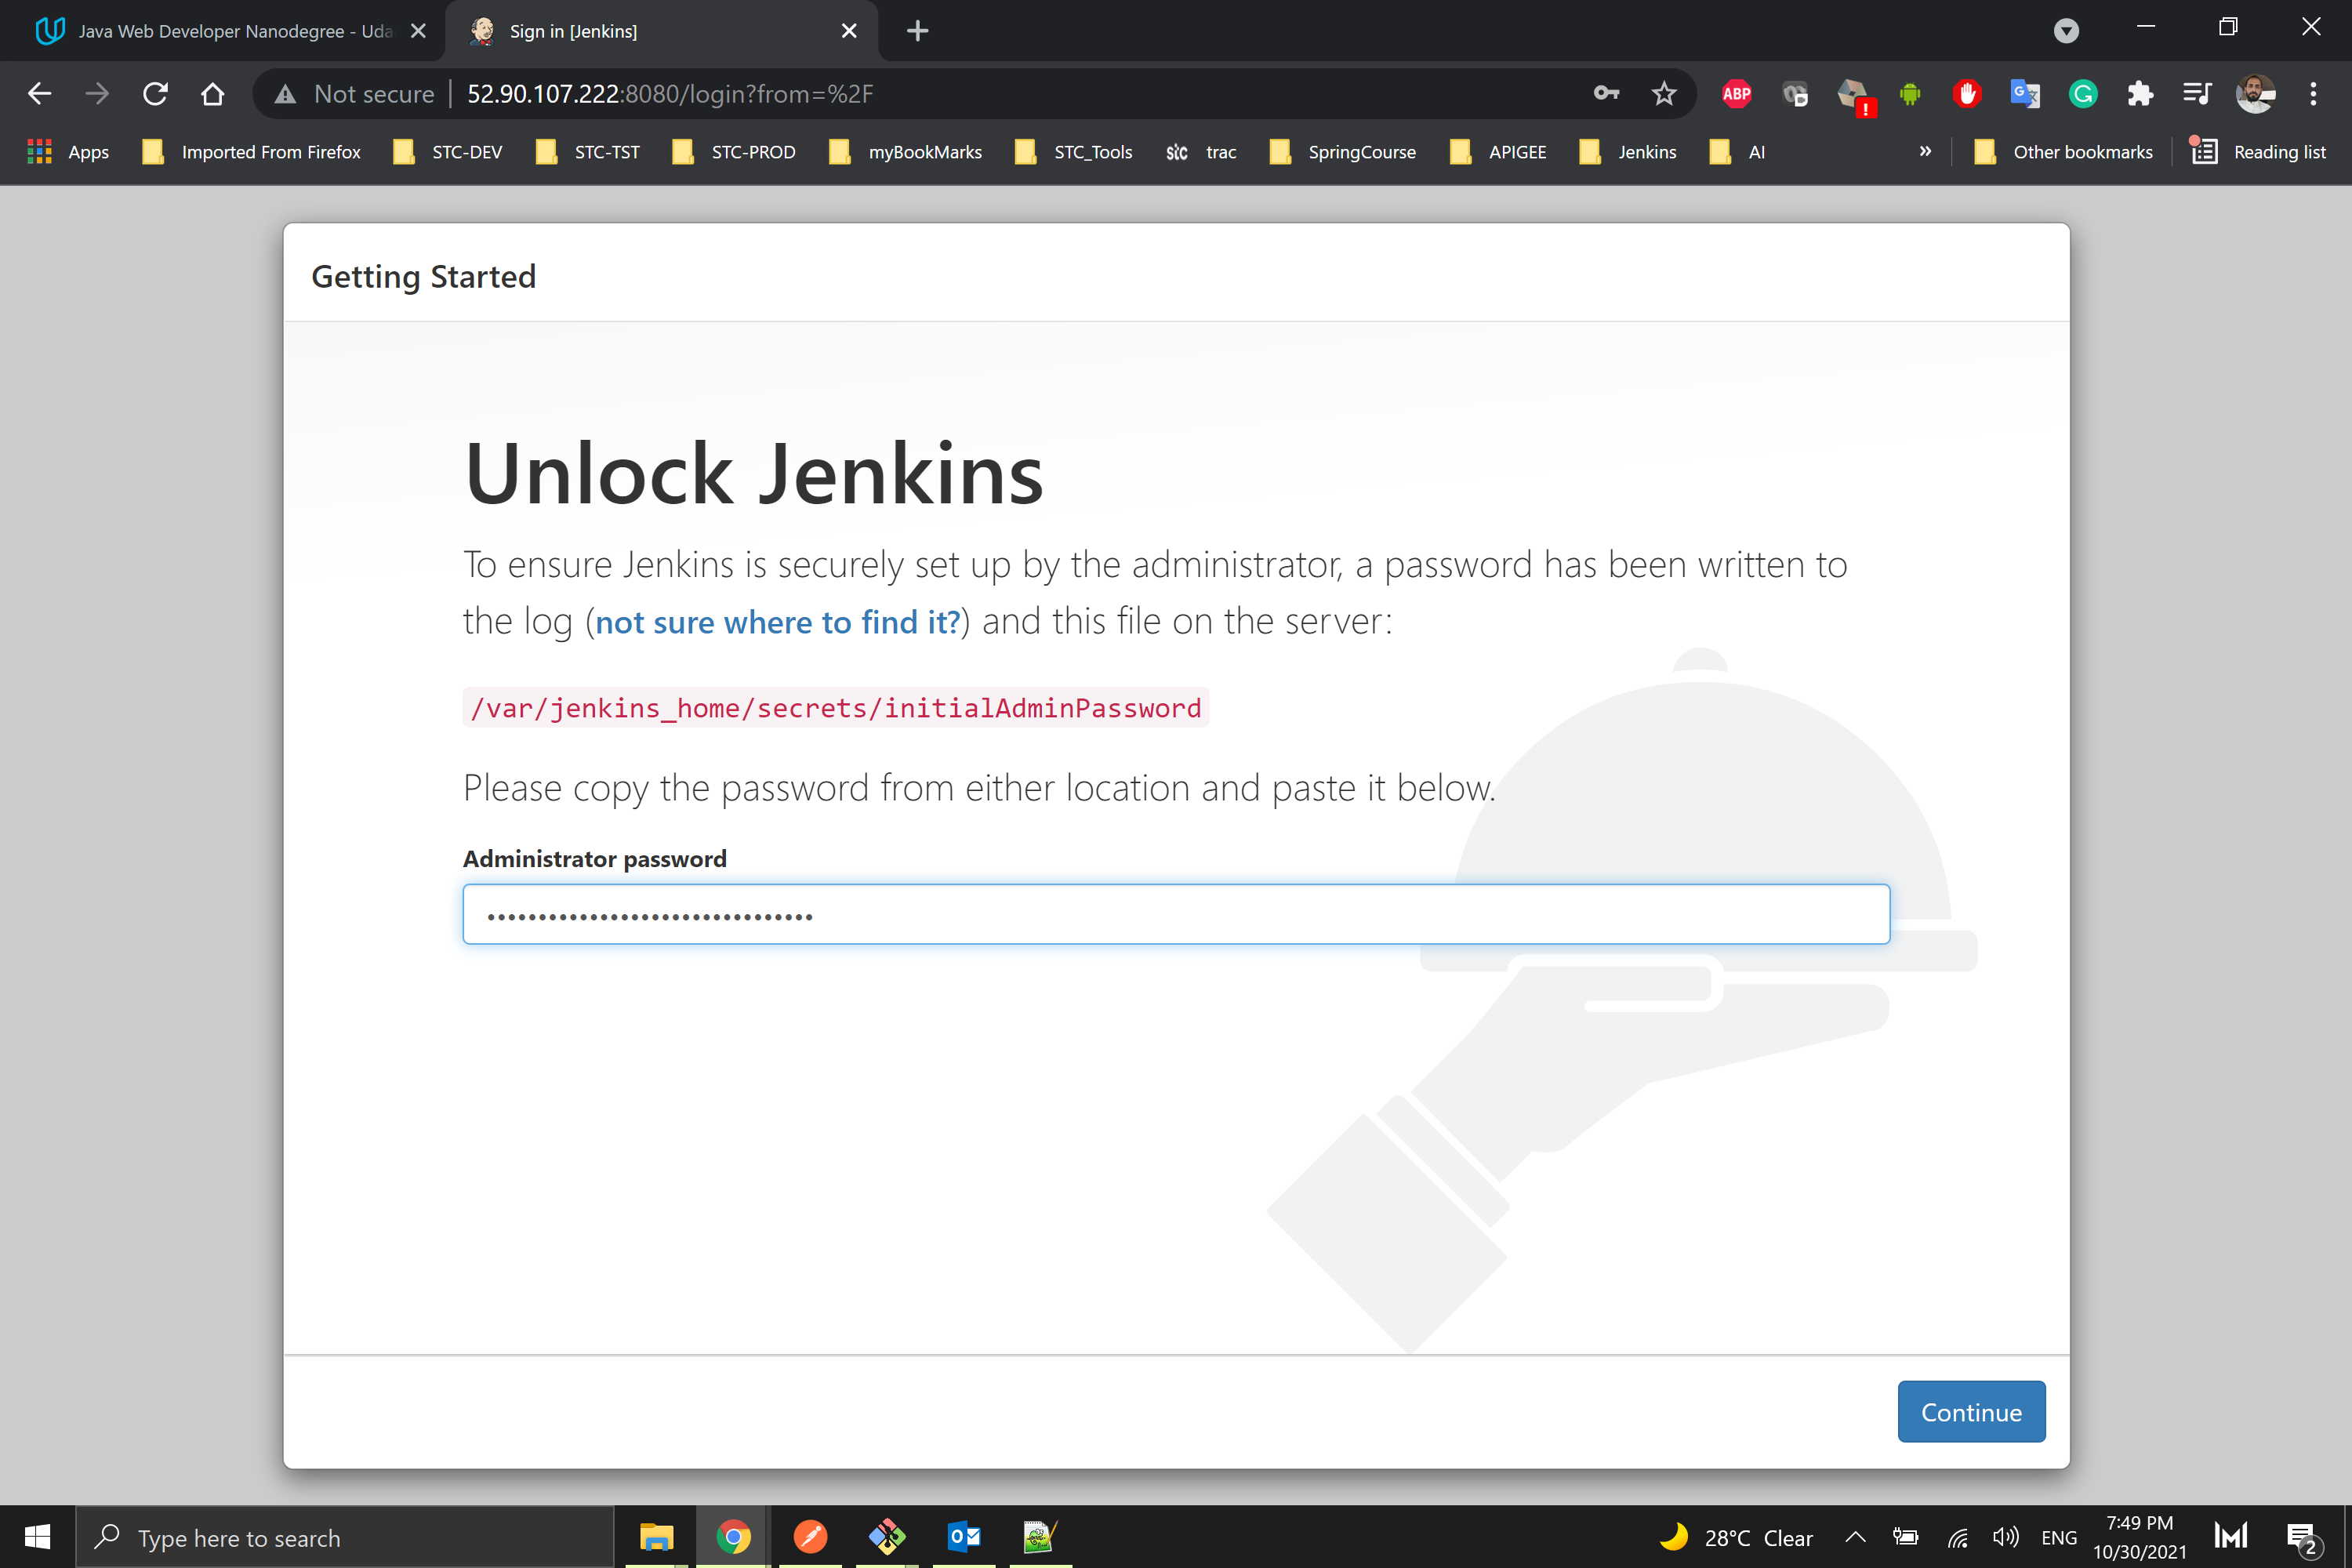 Java Web Developer Nanodegree - Uda
Sign in [Jenkins]
Not secure
52.90.107.222:8080/login?from=%2F
ABP
Apps
Imported From Firefox
STC-DEV
STC-TST
STC-PROD
myBookMarks
STC_Tools
stc
trac
SpringCourse
APIGEE
Jenkins
AI
»
Other bookmarks
Reading list
Getting Started
Unlock Jenkins
To ensure Jenkins is securely set up by the administrator, a password has been written to
the log (not sure where to find it?) and this file on the server:
/var/jenkins_home/secrets/initialAdminPassword
Please copy the password from either location and paste it below.
Administrator password
••••••••••••••••••••••••••••••••
Continue
Type here to search
28°C Clear
ENG
7:49 PM
10/30/2021
2